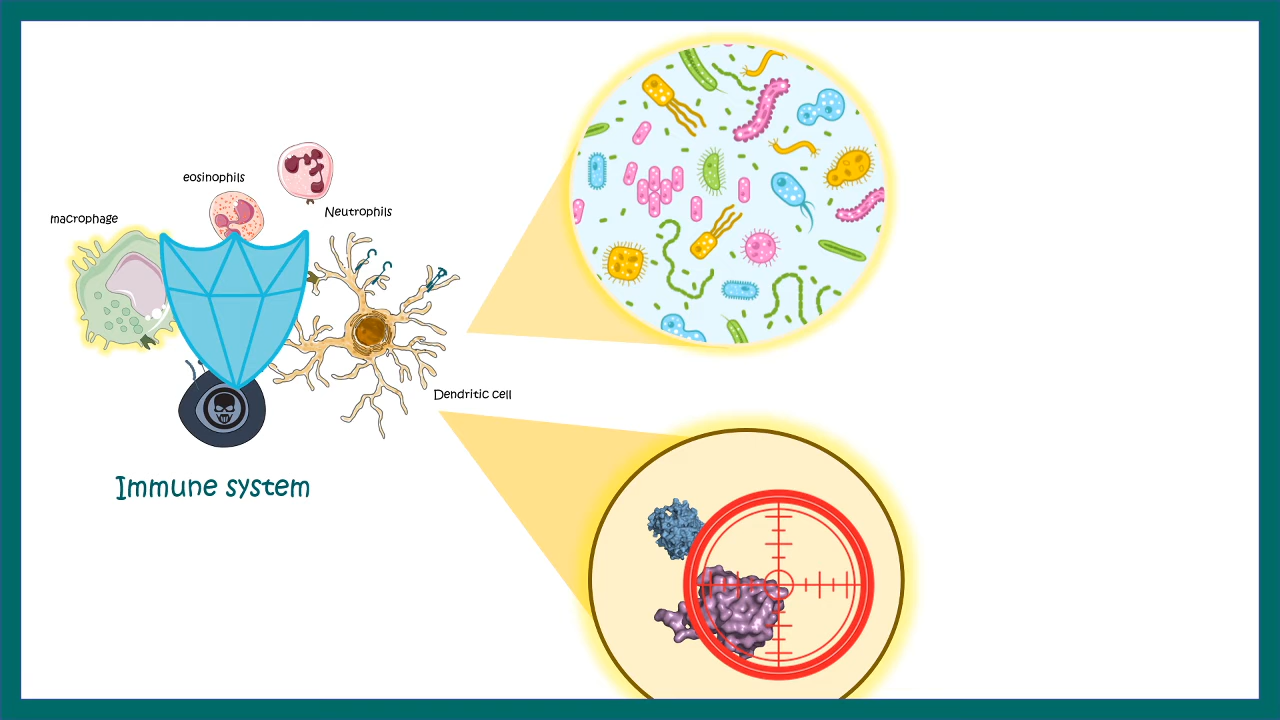 eosinophils
macrophage
Neutrophils
Dendritic cell
Immune system